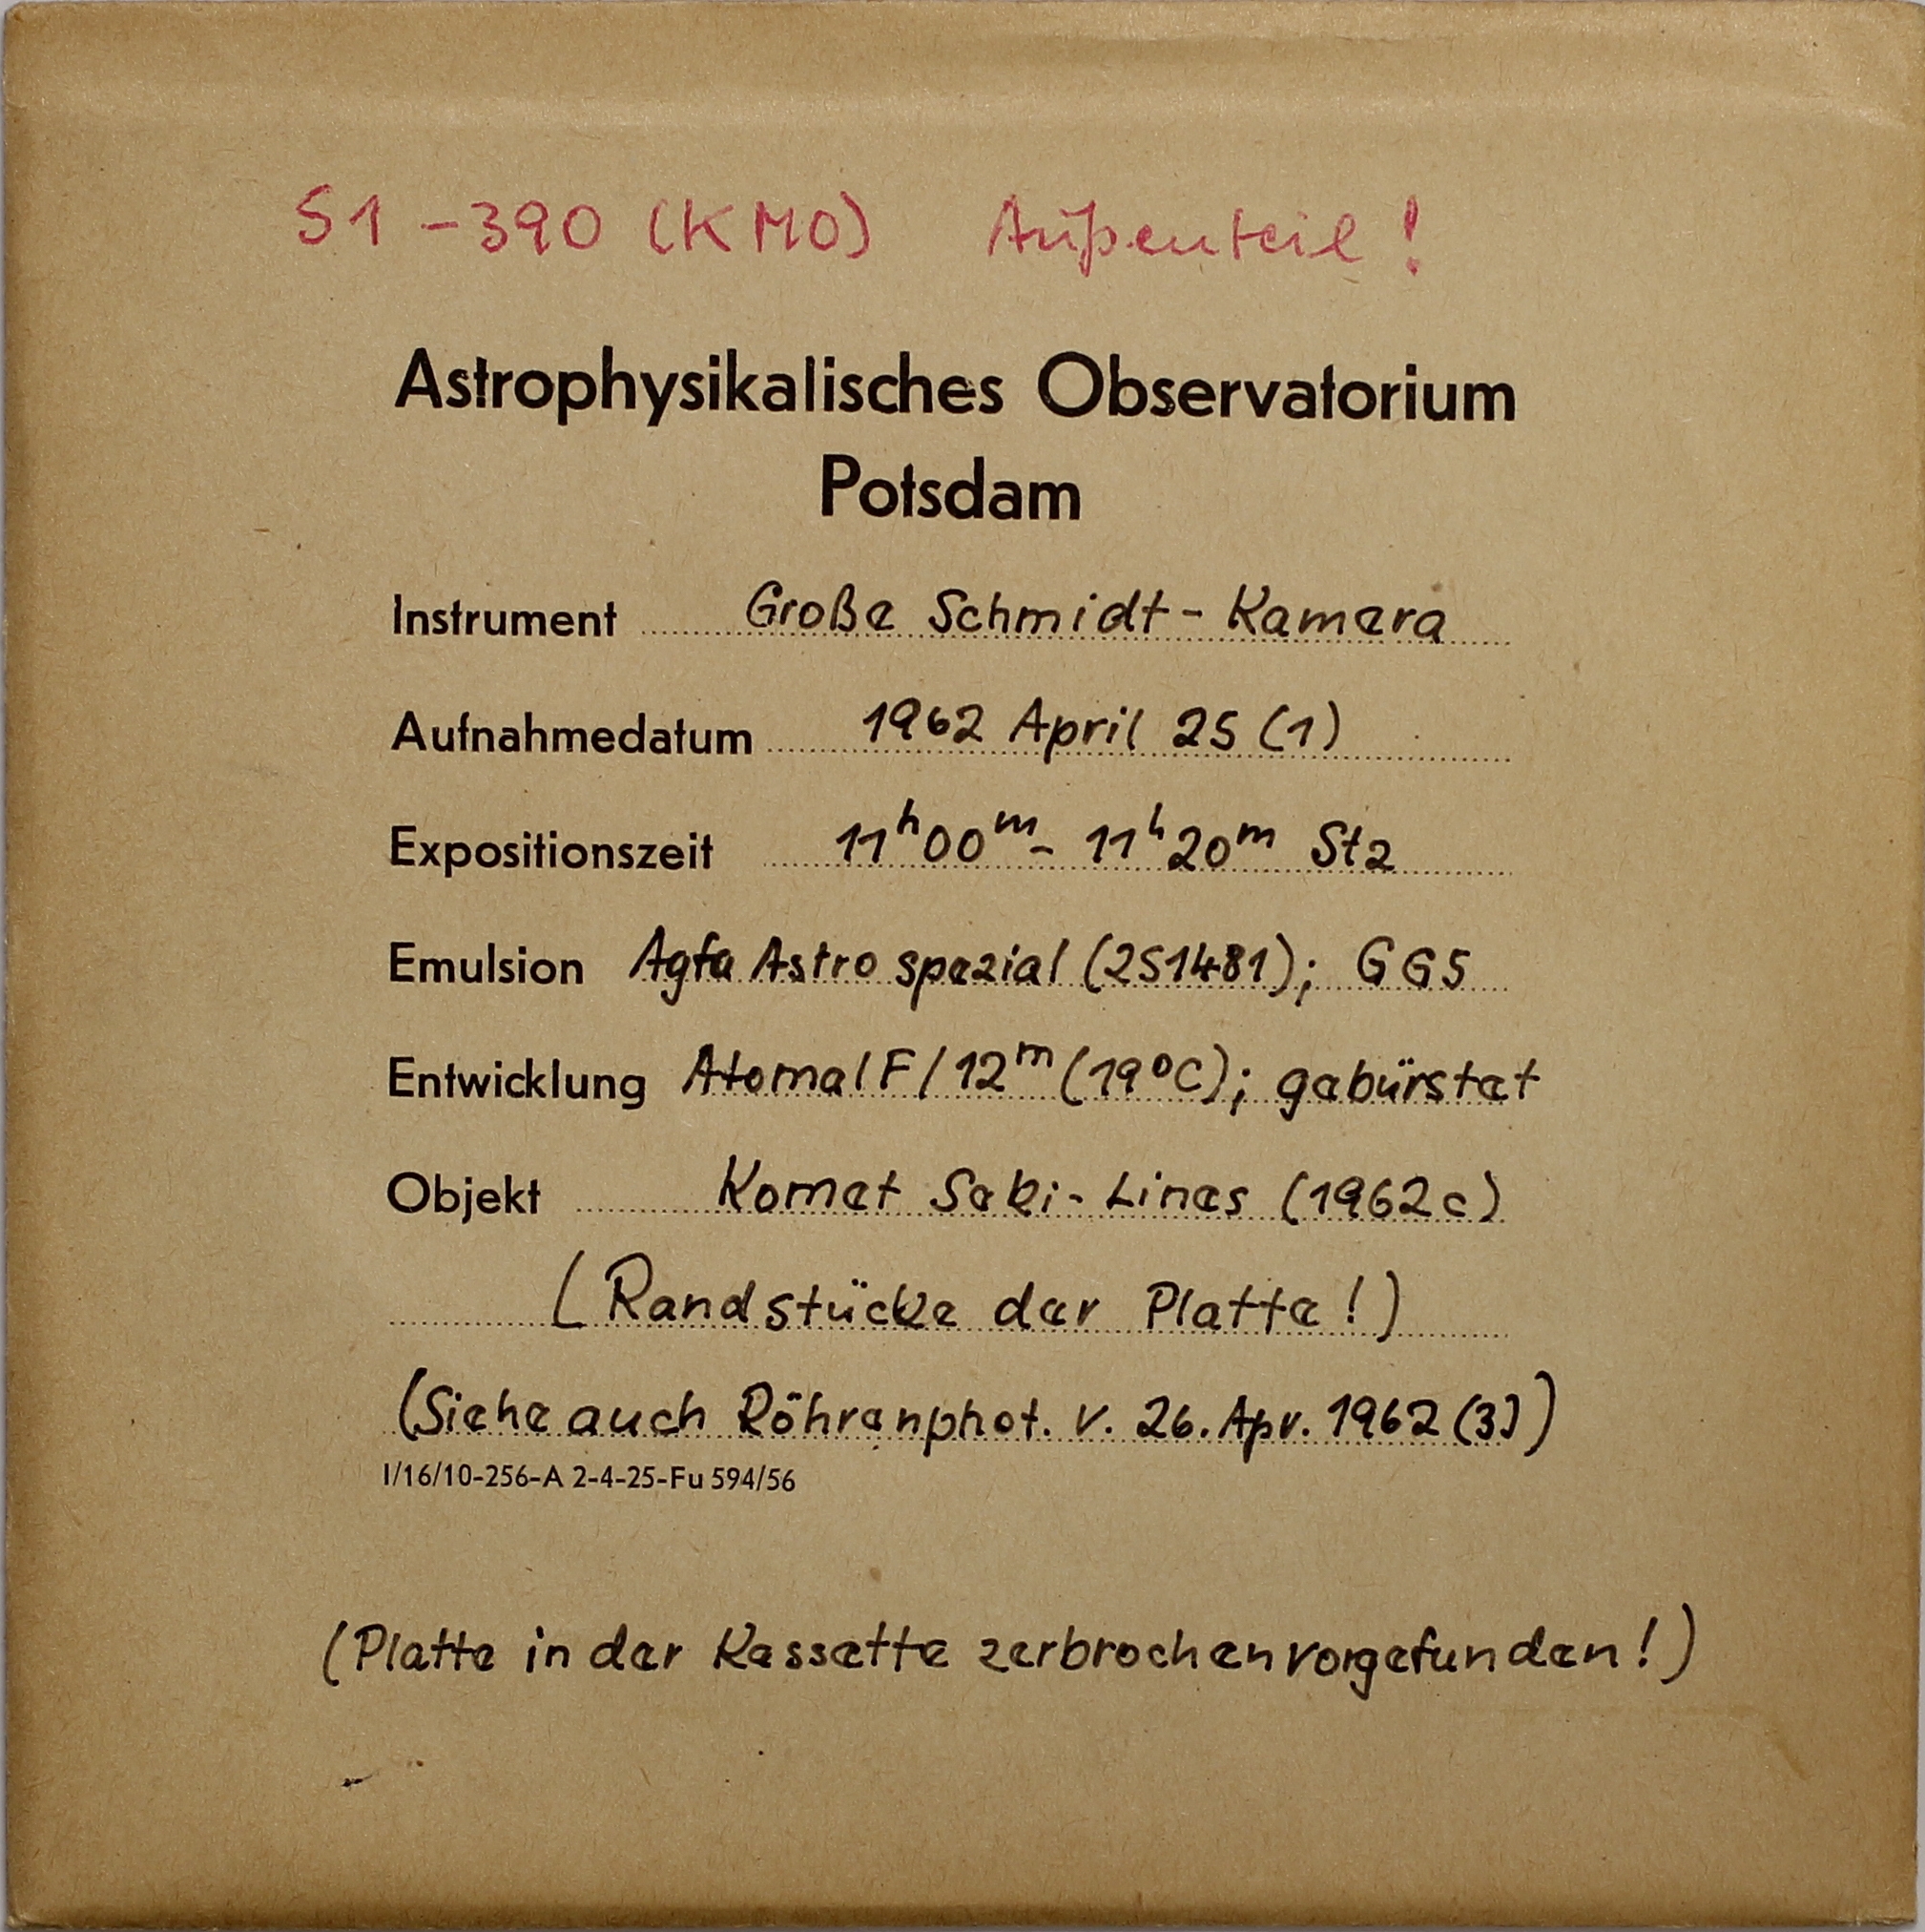 S1-390 (KMO) Außenteil!
Astrophysikalisches Observatorium
Potsdam
Instrument Große Schmidt-Kamera
Aufnahmedatum 1962 April 25 (1)
Expositionszeit 11h00m - 11h20m Stz
Emulsion Agfa Astro spezial (251481); GG5
Entwicklung Atomal F / 12m (19°C); gebürstet
Objekt Komet Seki-Lines (1962c)
(Randstücke der Platte!)
(Siehe auch Röhrenphot. v. 26. Apr. 1962 (3))
I/16/10-256-A 2-4-25-Fu 594/56
(Platte in der Kassette zerbrochen vorgefunden!)